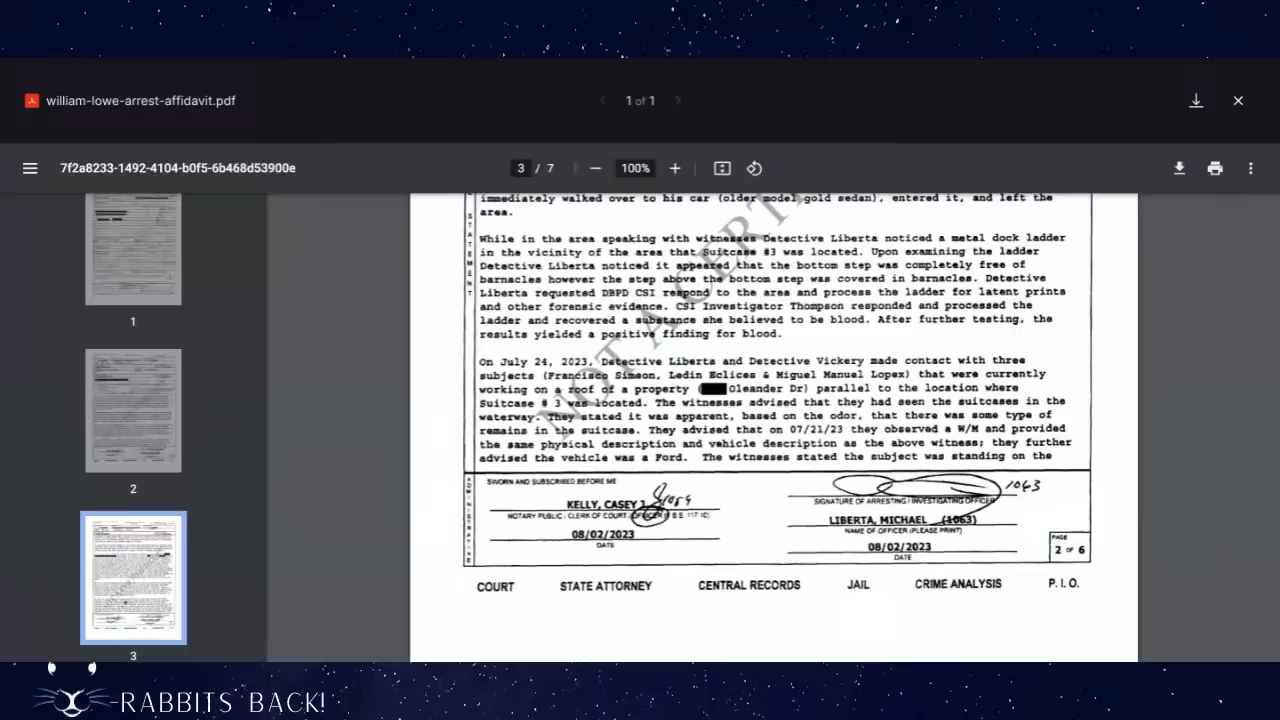 william-lowe-arrest-affidavit.pdf
1 of 1
7f2a8233-1492-4104-b0f5-6b468d53900e
3 / 7
100%
1
2
3
immediately walked over to his car (older model gold sedan), entered it, and left the
area.
While in the area speaking with witnesses Detective Liberta noticed a metal dock ladder
in the vicinity of the area that Suitcase #3 was located. Upon examining the ladder
Detective Liberta noticed it appeared that the bottom step was completely free of
barnacles however the step above the bottom step was covered in barnacles. Detective
Liberta requested DBPD CSI respond to the area and process the ladder for latent prints
and other forensic evidence. CSI Investigator Thompson responded and processed the
ladder and recovered a substance she believed to be blood. After further testing, the
results yielded a positive finding for blood.
On July 24, 2023, Detective Liberta and Detective Vickery made contact with three
subjects (Francisco Simeon, Ledin Eclices & Miguel Manuel Lopex) that were currently
working on a roof of a property ( Oleander Dr) parallel to the location where
Suitcase # 3 was located. The witnesses advised that they had seen the suitcases in the
waterway. They stated it was apparent, based on the odor, that there was some type of
remains in the suitcase. They advised that on 07/21/23 they observed a W/M and provided
the same physical description and vehicle description as the above witness; they further
advised the vehicle was a Ford. The witnesses stated the subject was standing on the
STATEMENT
NOT A CERTI
ADMINISTRATIVE
SWORN AND SUBSCRIBED BEFORE ME
KELLY, CASEY J
NOTARY PUBLIC / CLERK OF COURT / OFFICER (F S S 117 10)
08/02/2023
DATE
1063
SIGNATURE OF ARRESTING / INVESTIGATING OFFICER
LIBERTA, MICHAEL (1063)
NAME OF OFFICER (PLEASE PRINT)
08/02/2023
DATE
PAGE
2 OF 6
COURT STATE ATTORNEY CENTRAL RECORDS JAIL CRIME ANALYSIS P. I. O.
RABBITS BACK!